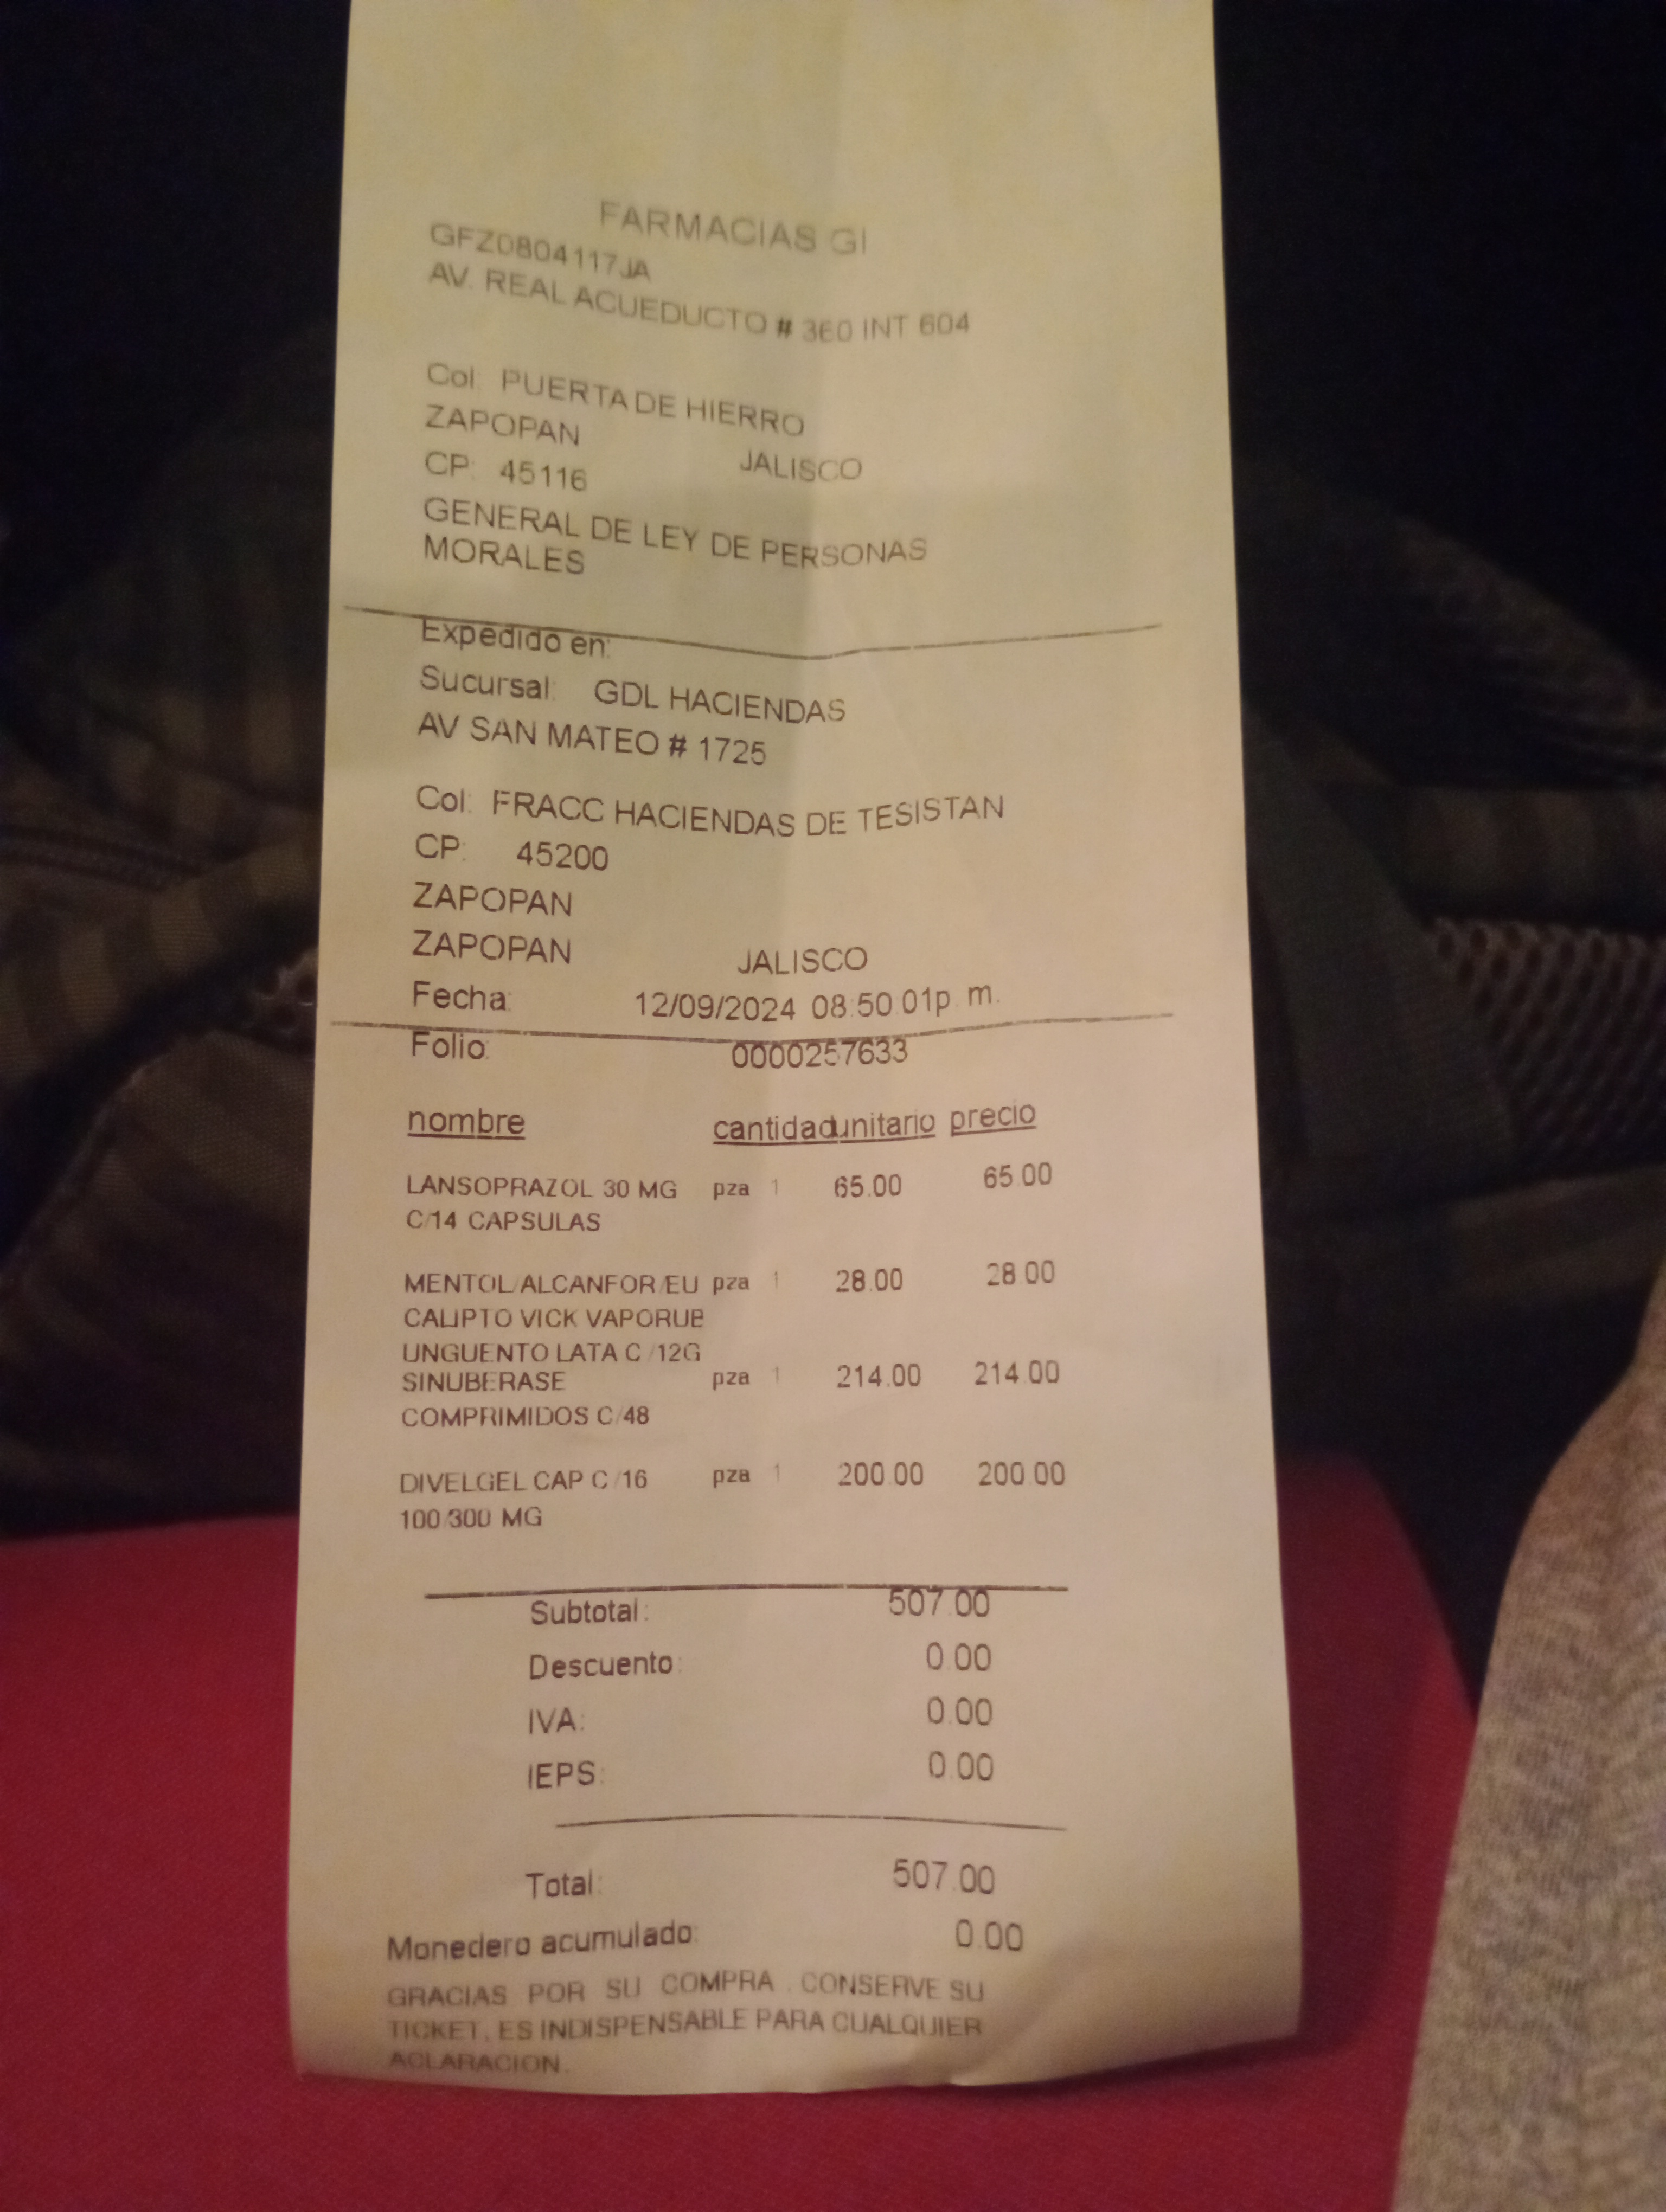 FARMACIAS GI
GFZ0804117JA
AV. REAL ACUEDUCTO # 360 INT 604
Col: PUERTA DE HIERRO
ZAPOPAN
JALISCO
CP: 45116
GENERAL DE LEY DE PERSONAS
MORALES
Expedido en:
Sucursal: GDL HACIENDAS
AV SAN MATEO # 1725
Col: FRACC HACIENDAS DE TESISTAN
CP: 45200
ZAPOPAN
ZAPOPAN JALISCO
Fecha: 12/09/2024 08:50:01p. m.
Folio: 0000257633
nombre cantidad unitario precio
LANSOPRAZOL 30 MG pza 1 65.00 65.00
C/14 CAPSULAS
MENTOL/ALCANFOR/EU pza 1 28.00 28.00
CALIPTO VICK VAPORUB
UNGUENTO LATA C/12G
SINUBERASE pza 1 214.00 214.00
COMPRIMIDOS C/48
DIVELGEL CAP C/16 pza 1 200.00 200.00
100/300 MG
Subtotal: 507.00
Descuento: 0.00
IVA: 0.00
IEPS: 0.00
Total: 507.00
Monedero acumulado: 0.00
GRACIAS POR SU COMPRA . CONSERVE SU
TICKET, ES INDISPENSABLE PARA CUALQUIER
ACLARACION.